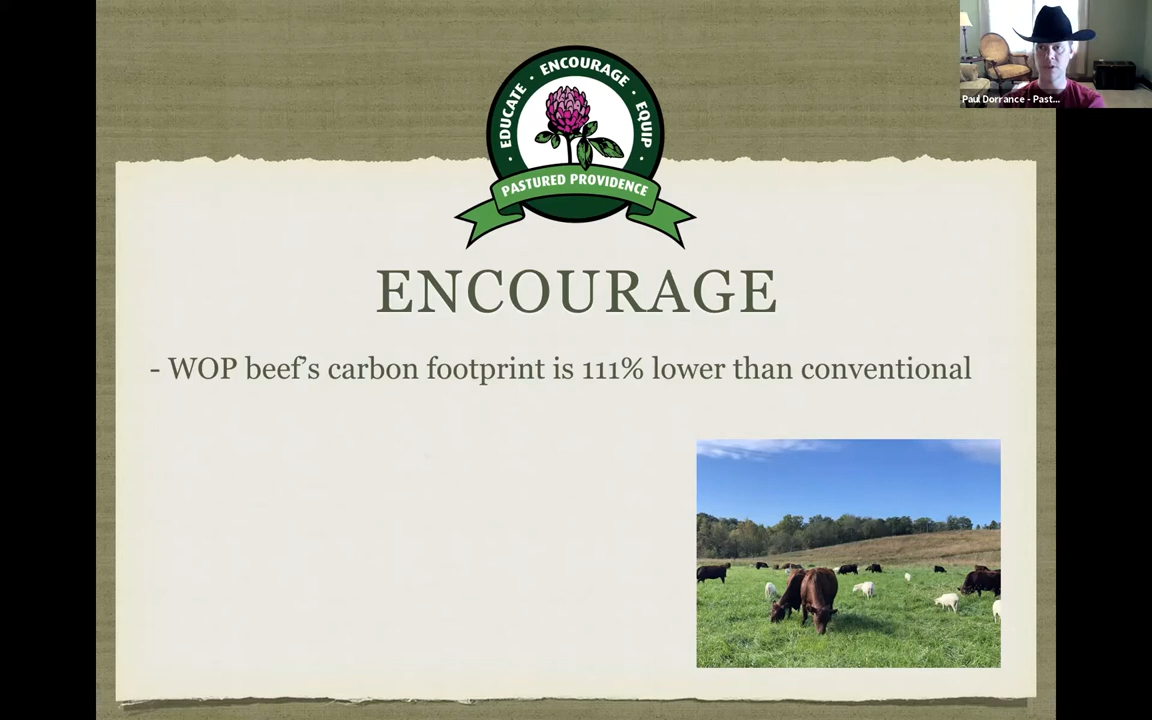 · EDUCATE · ENCOURAGE · EQUIP ·
PASTURED PROVIDENCE
Paul Dorrance - Past...
ENCOURAGE
- WOP beef’s carbon footprint is 111% lower than conventional